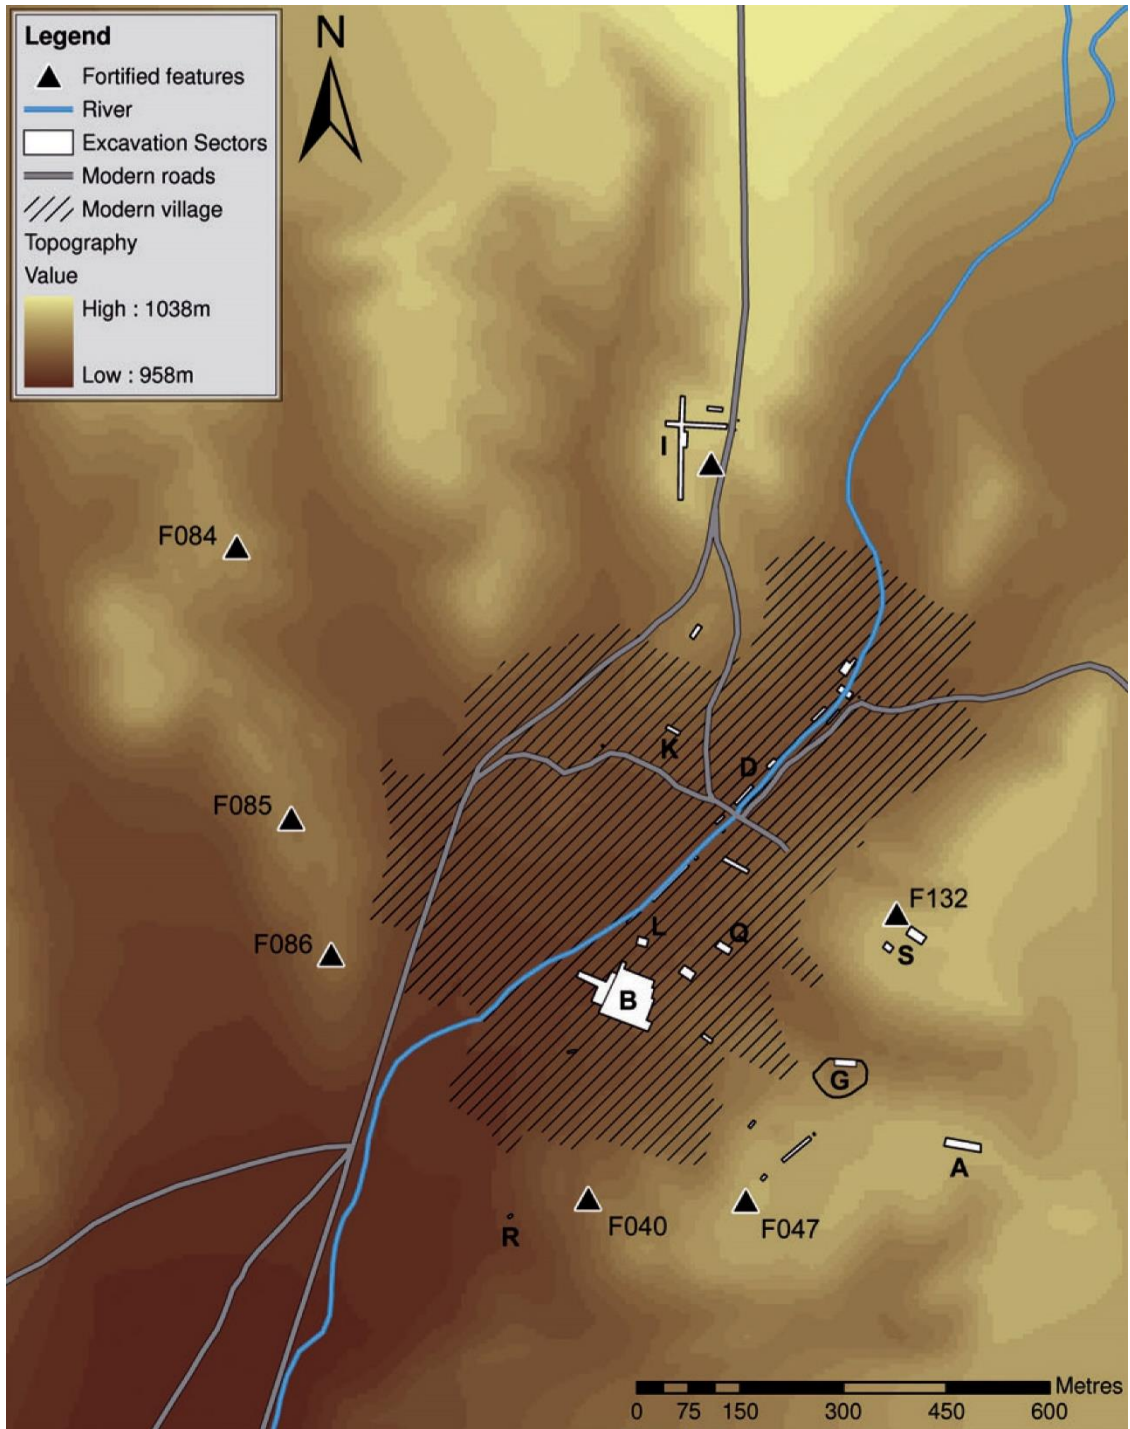 Legend
Fortified features
River
Excavation Sectors
Modern roads
Modern village
Topography
Value
High : 1038m
Low : 958m
N
I
F084
K
D
F085
F132
L
Q
S
F086
B
G
A
R
F040
F047
Metres
0 75 150 300 450 600